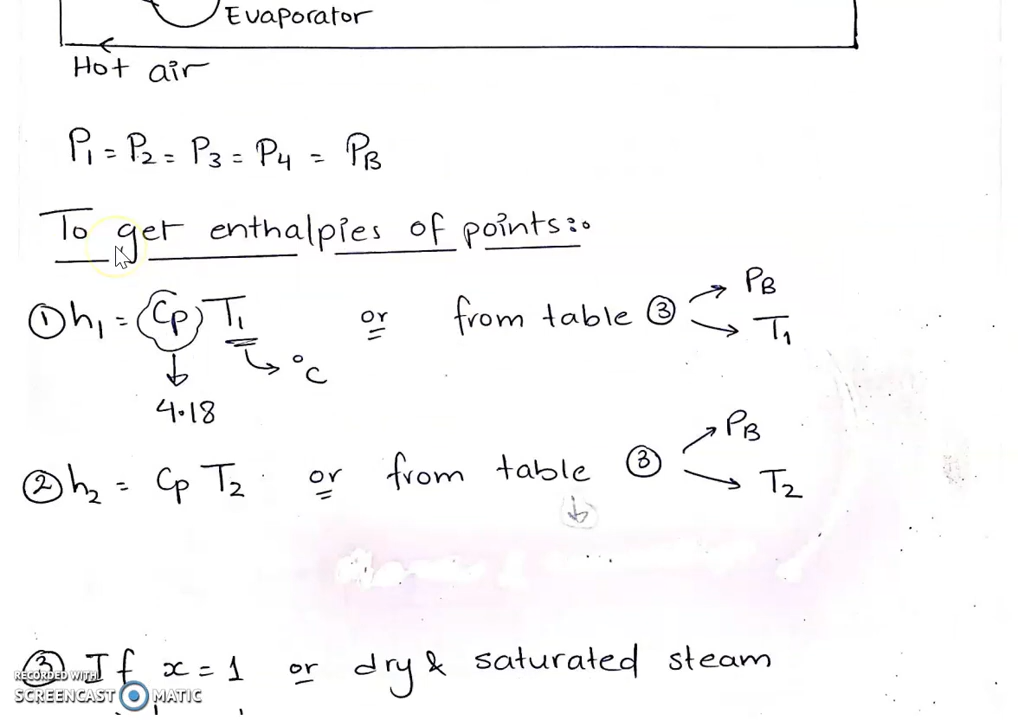 Evaporator
Hot air
P1 = P2 = P3 = P4 = PB
To get enthalpies of points:-
① h1 = Cp T1 or from table ③ PB T1
°C
4.18
② h2 = Cp T2 or from table ③ PB T2
③ If x = 1 or dry & saturated steam
RECORDED WITH
SCREENCAST MATIC